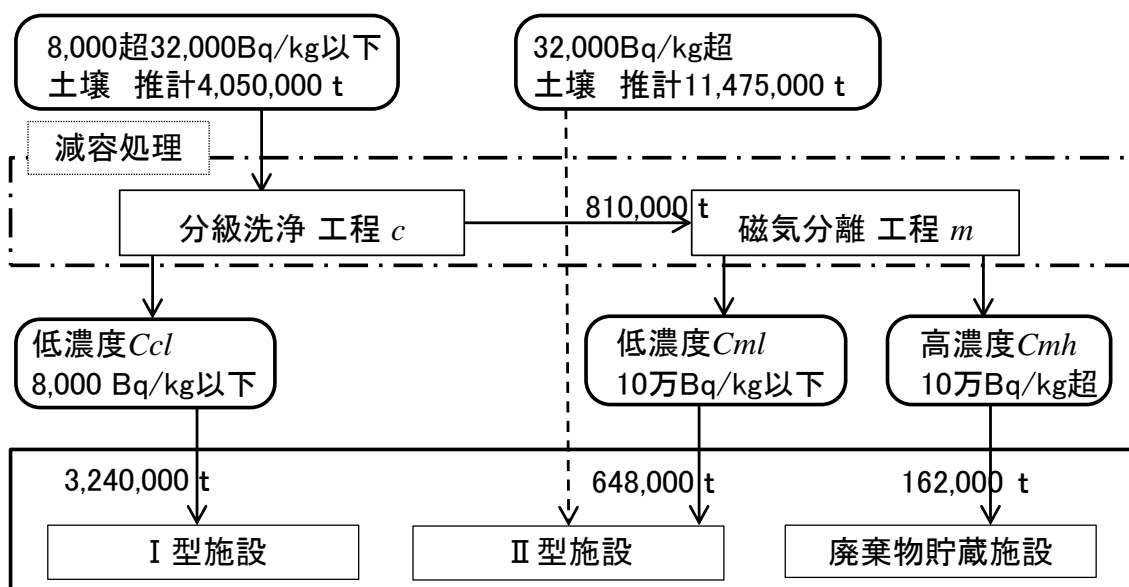 8,000超32,000Bq/kg以下
土壌 推計4,050,000 t
32,000Bq/kg超
土壌 推計11,475,000 t
減容処理
分級洗浄 工程 c
810,000 t
磁気分離 工程 m
低濃度Ccl
8,000 Bq/kg以下
低濃度Cml
10万Bq/kg以下
高濃度Cmh
10万Bq/kg超
3,240,000 t
648,000 t
162,000 t
Ⅰ型施設
Ⅱ型施設
廃棄物貯蔵施設